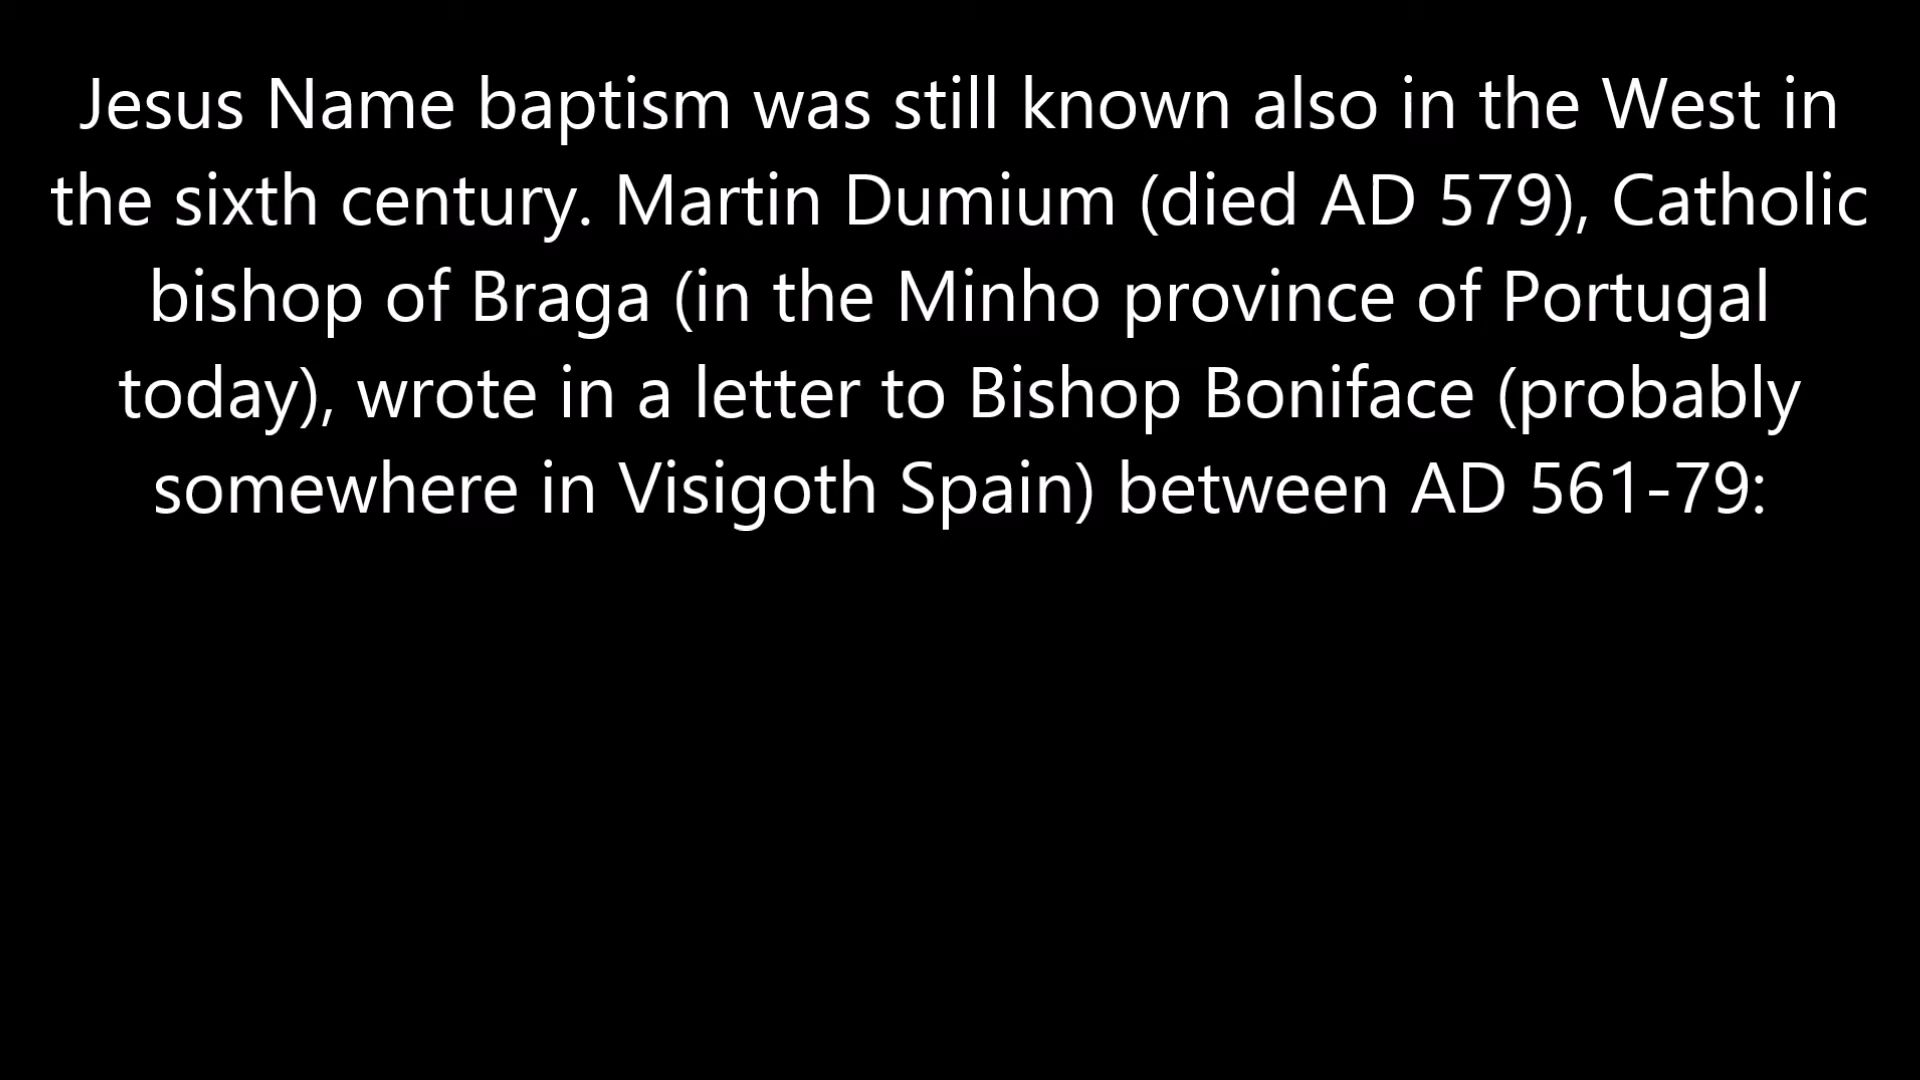 Jesus Name baptism was still known also in the West in
the sixth century. Martin Dumium (died AD 579), Catholic
bishop of Braga (in the Minho province of Portugal
today), wrote in a letter to Bishop Boniface (probably
somewhere in Visigoth Spain) between AD 561-79: